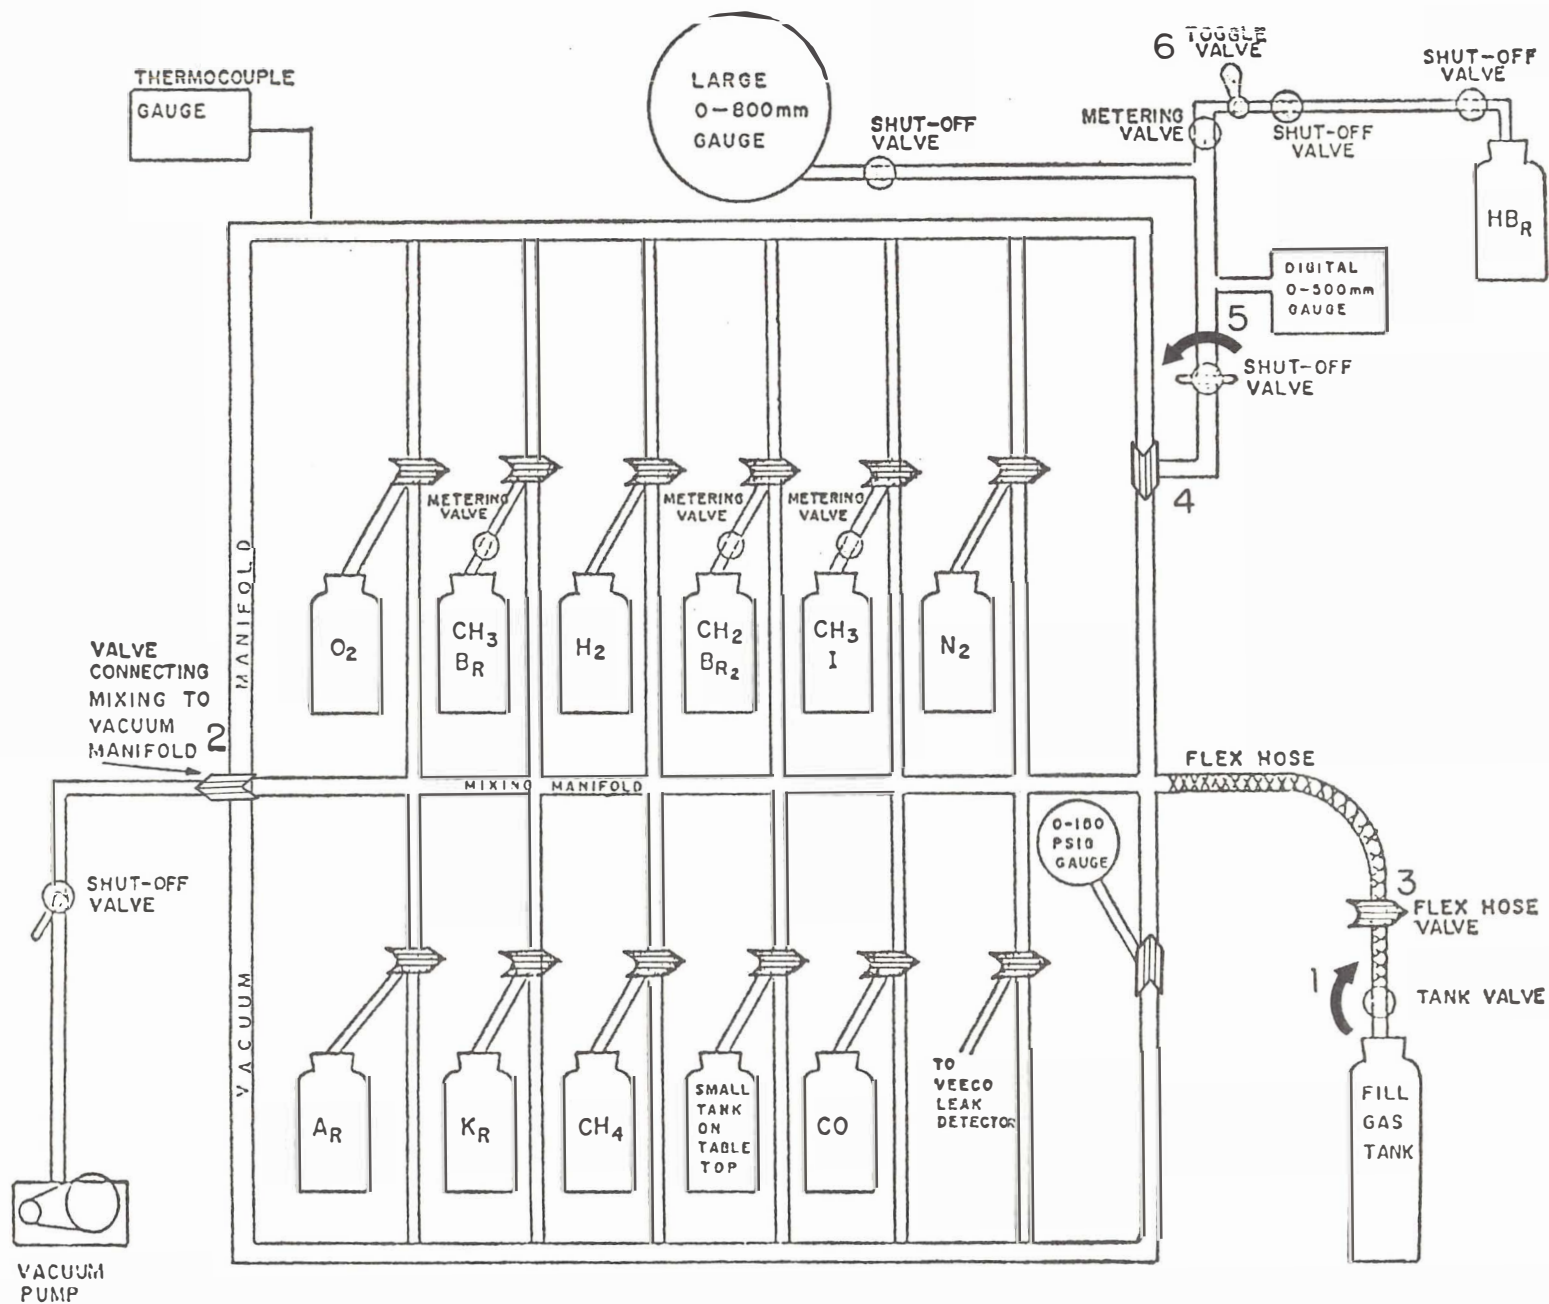 THERMOCOUPLE
GAUGE
LARGE
0-800mm
GAUGE
SHUT-OFF
VALVE
6 TOGGLE
VALVE
METERING
VALVE
SHUT-OFF
VALVE
SHUT-OFF
VALVE
HBR
DIGITAL
0-500mm
GAUGE
5
SHUT-OFF
VALVE
4
METERING
VALVE
METERING
VALVE
METERING
VALVE
O2
CH3
BR
H2
CH2
BR2
CH3
I
N2
MANIFOLD
VALVE
CONNECTING
MIXING TO
VACUUM
MANIFOLD 2
MIXING MANIFOLD
FLEX HOSE
0-160
PSIG
GAUGE
3
FLEX HOSE
VALVE
1
TANK VALVE
SHUT-OFF
VALVE
VACUUM
AR
KR
CH4
SMALL
TANK
ON
TABLE
TOP
CO
TO
VEECO
LEAK
DETECTOR
FILL
GAS
TANK
VACUUM
PUMP